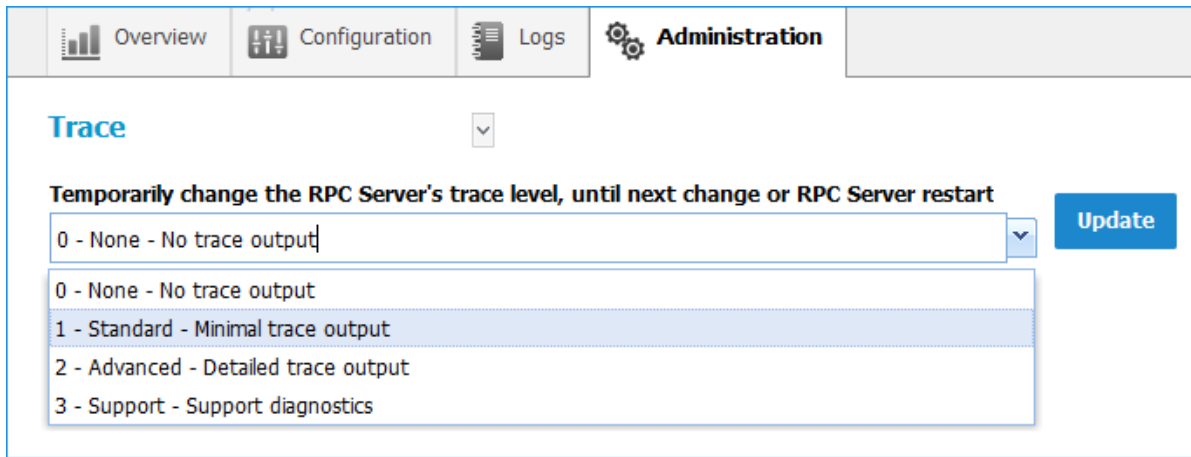 Overview Configuration Logs Administration
Trace
Temporarily change the RPC Server's trace level, until next change or RPC Server restart
0 - None - No trace output
Update
0 - None - No trace output
1 - Standard - Minimal trace output
2 - Advanced - Detailed trace output
3 - Support - Support diagnostics